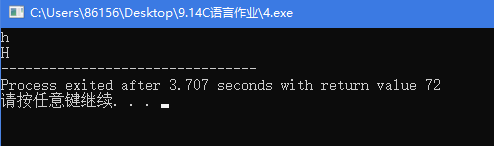 C:\Users\86156\Desktop\9.14C语言作业\4.exe
h
H
--------------------------------
Process exited after 3.707 seconds with return value 72
请按任意键继续. . .